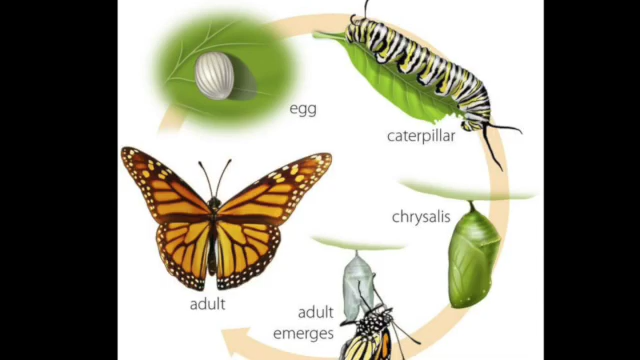 egg
caterpillar
chrysalis
adult
emerges
adult